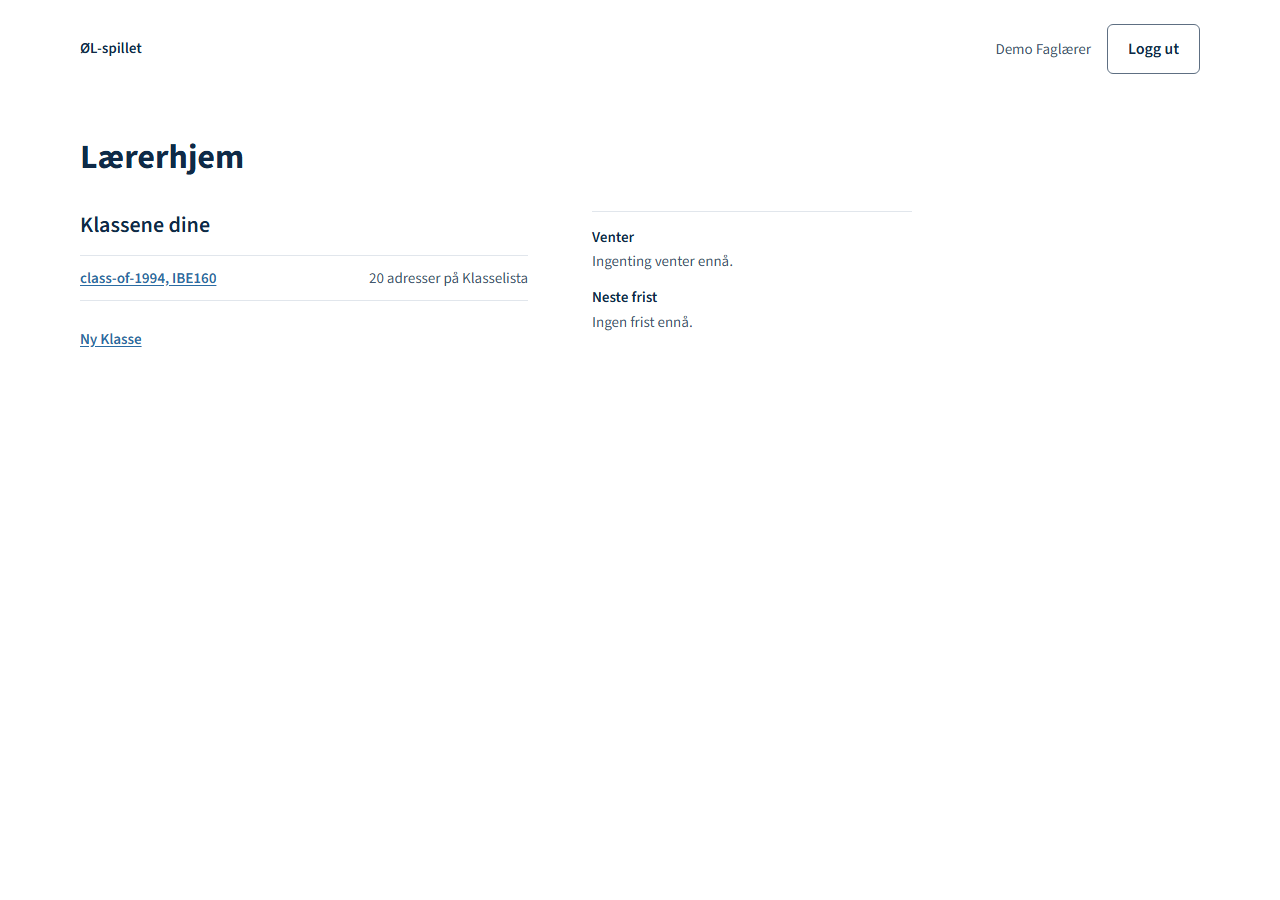 ØL-spillet
Demo Faglærer
Logg ut
Lærerhjem
Klassene dine
class-of-1994, IBE160
20 adresser på Klasselista
Ny Klasse
Venter
Ingenting venter ennå.
Neste frist
Ingen frist ennå.